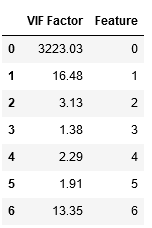 VIF Factor Feature
0 3223.03 0
1 16.48 1
2 3.13 2
3 1.38 3
4 2.29 4
5 1.91 5
6 13.35 6